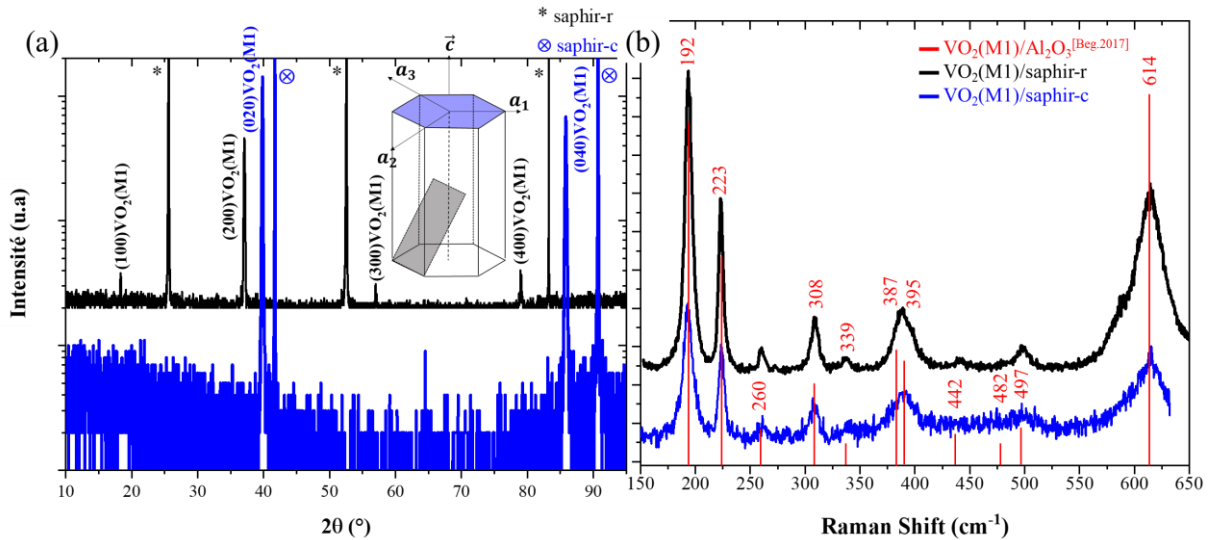 (a)
* saphir-r
⊗ saphir-c
Intensité (u.a)
(100)VO₂(M1)
*
(200)VO₂(M1)
(020)VO₂(M1)
⊗
*
(300)VO₂(M1)
(400)VO₂(M1)
*
(040)VO₂(M1)
⊗
c⃗
a₃
a₁
a₂
10 20 30 40 50 60 70 80 90
2θ (°)
(b)
VO₂(M1)/Al₂O₃[Beg.2017]
VO₂(M1)/saphir-r
VO₂(M1)/saphir-c
192
223
260
308
339
387
395
442
482
497
614
150 200 250 300 350 400 450 500 550 600 650
Raman Shift (cm⁻¹)